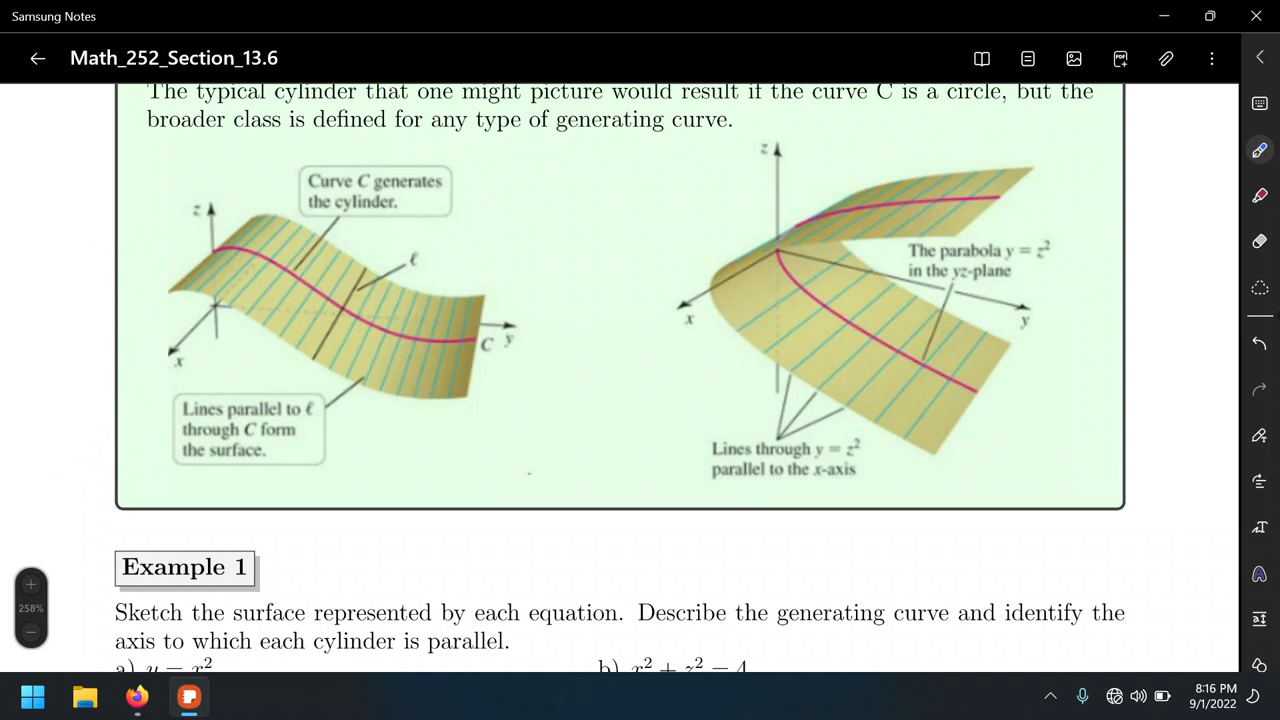 Samsung Notes
Math_252_Section_13.6
The typical cylinder that one might picture would result if the curve C is a circle, but the
broader class is defined for any type of generating curve.
Curve C generates
the cylinder.
z
ℓ
C
y
x
Lines parallel to ℓ
through C form
the surface.
z
The parabola y = z²
in the yz-plane
x
y
Lines through y = z²
parallel to the x-axis
Example 1
Sketch the surface represented by each equation. Describe the generating curve and identify the
axis to which each cylinder is parallel.
a) y = x²
b) x² + z² = 4
258%
8:16 PM
9/1/2022